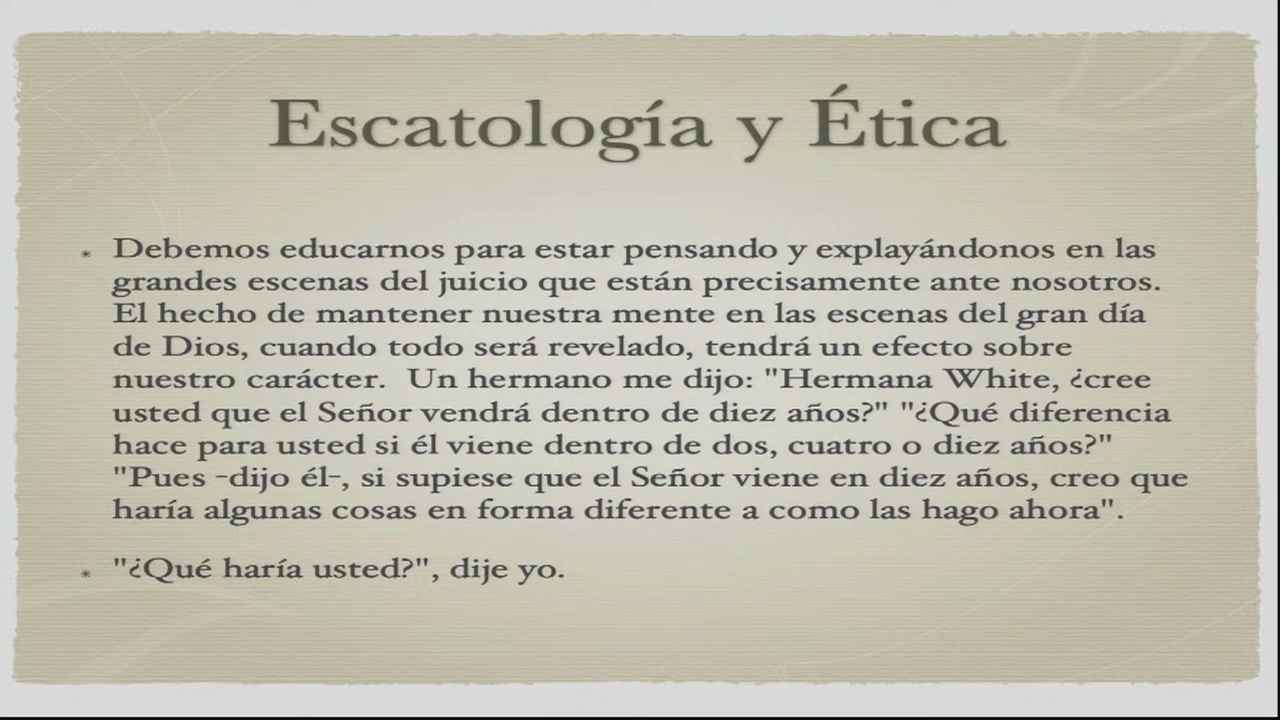 Escatología y Ética
* Debemos educarnos para estar pensando y explayándonos en las
grandes escenas del juicio que están precisamente ante nosotros.
El hecho de mantener nuestra mente en las escenas del gran día
de Dios, cuando todo será revelado, tendrá un efecto sobre
nuestro carácter.  Un hermano me dijo: "Hermana White, ¿cree
usted que el Señor vendrá dentro de diez años?" "¿Qué diferencia
hace para usted si él viene dentro de dos, cuatro o diez años?"
"Pues -dijo él-, si supiese que el Señor viene en diez años, creo que
haría algunas cosas en forma diferente a como las hago ahora".
* "¿Qué haría usted?", dije yo.